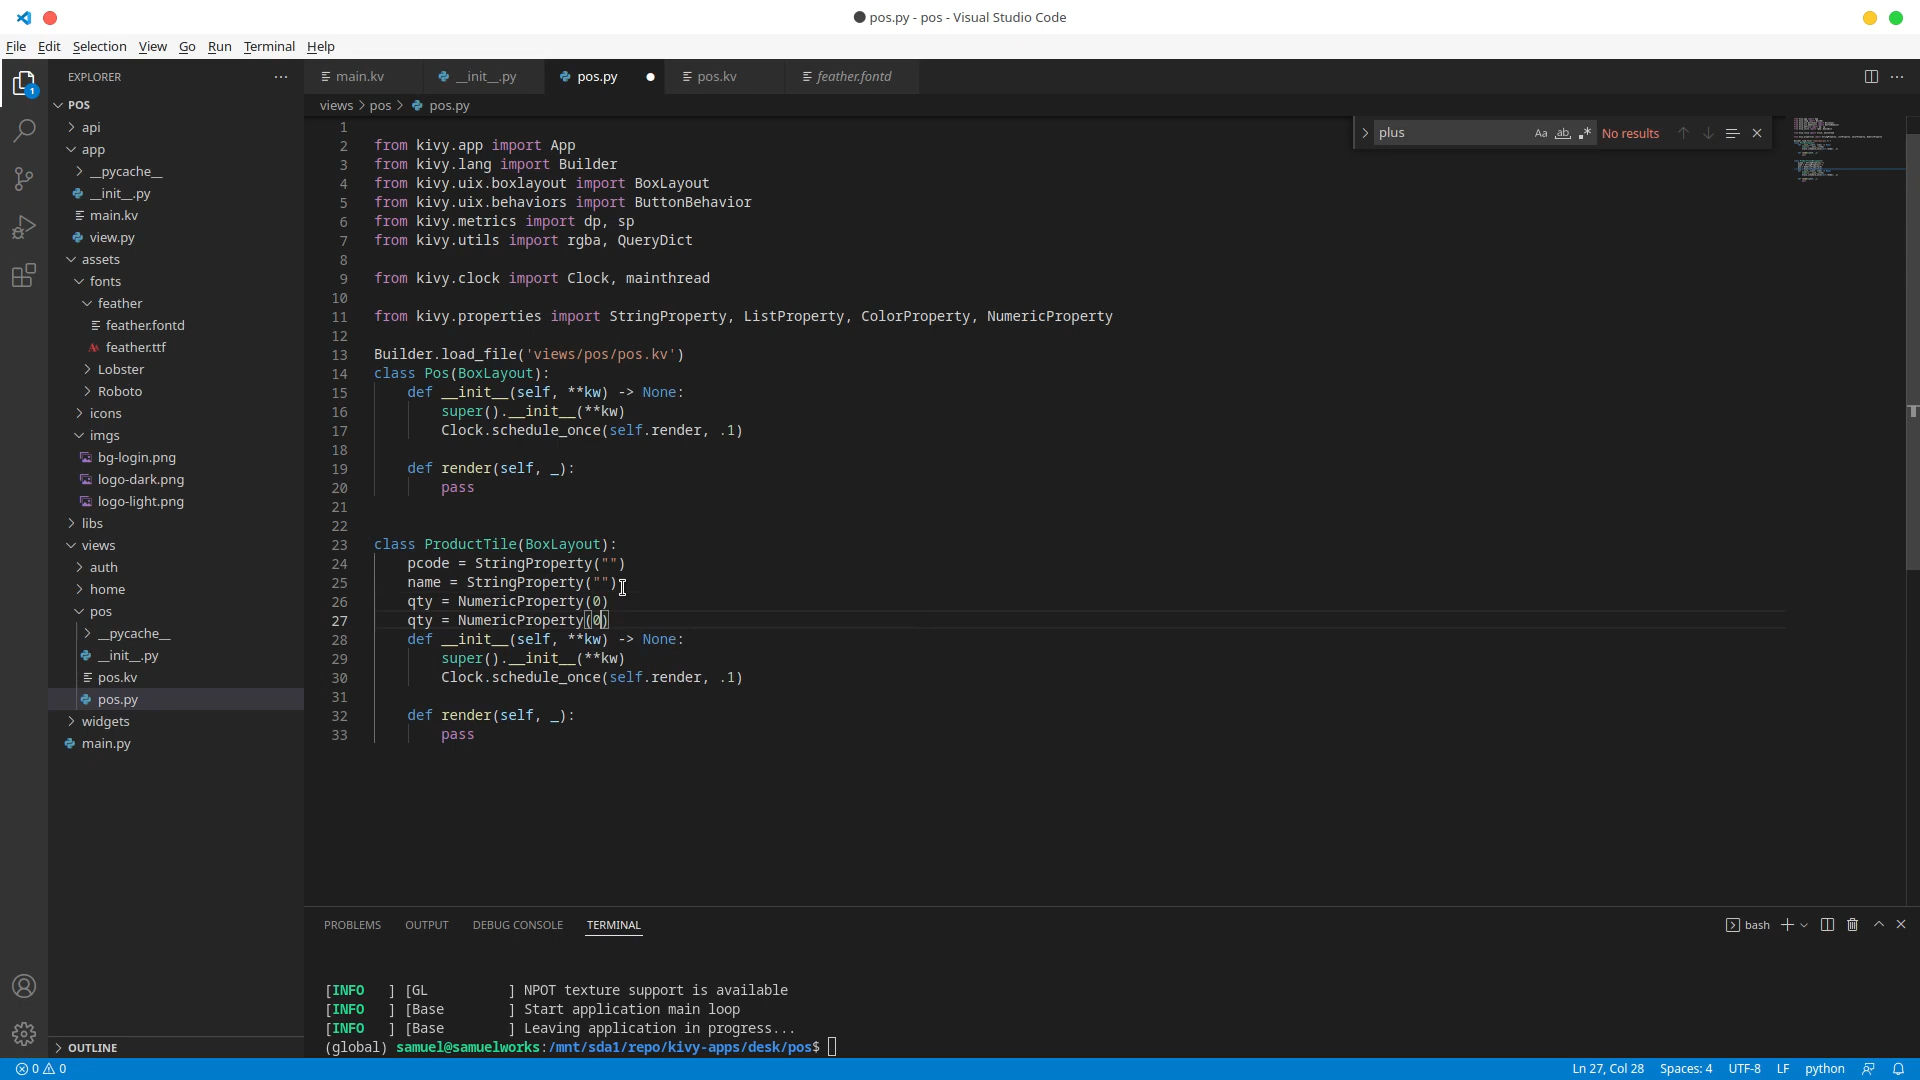 pos.py - pos - Visual Studio Code
File Edit Selection View Go Run Terminal Help
EXPLORER
main.kv __init__.py pos.py pos.kv feather.fontd
views > pos > pos.py
1
POS
api
app
__pycache__
__init__.py
main.kv
view.py
assets
fonts
feather
feather.fontd
feather.ttf
Lobster
Roboto
icons
imgs
bg-login.png
logo-dark.png
logo-light.png
libs
views
auth
home
pos
__pycache__
__init__.py
pos.kv
pos.py
widgets
main.py
OUTLINE
plus Aa ab .* No results
1
2 from kivy.app import App
3 from kivy.lang import Builder
4 from kivy.uix.boxlayout import BoxLayout
5 from kivy.uix.behaviors import ButtonBehavior
6 from kivy.metrics import dp, sp
7 from kivy.utils import rgba, QueryDict
8
9 from kivy.clock import Clock, mainthread
10
11 from kivy.properties import StringProperty, ListProperty, ColorProperty, NumericProperty
12
13 Builder.load_file('views/pos/pos.kv')
14 class Pos(BoxLayout):
15 def __init__(self, **kw) -> None:
16 super().__init__(**kw)
17 Clock.schedule_once(self.render, .1)
18
19 def render(self, _):
20 pass
21
22
23 class ProductTile(BoxLayout):
24 pcode = StringProperty("")
25 name = StringProperty("")
26 qty = NumericProperty(0)
27 qty = NumericProperty(0)
28 def __init__(self, **kw) -> None:
29 super().__init__(**kw)
30 Clock.schedule_once(self.render, .1)
31
32 def render(self, _):
33 pass
PROBLEMS OUTPUT DEBUG CONSOLE TERMINAL
bash
[INFO   ] [GL          ] NPOT texture support is available
[INFO   ] [Base        ] Start application main loop
[INFO   ] [Base        ] Leaving application in progress...
(global) samuel@samuelworks:/mnt/sda1/repo/kivy-apps/desk/pos$
0 0
Ln 27, Col 28 Spaces: 4 UTF-8 LF python